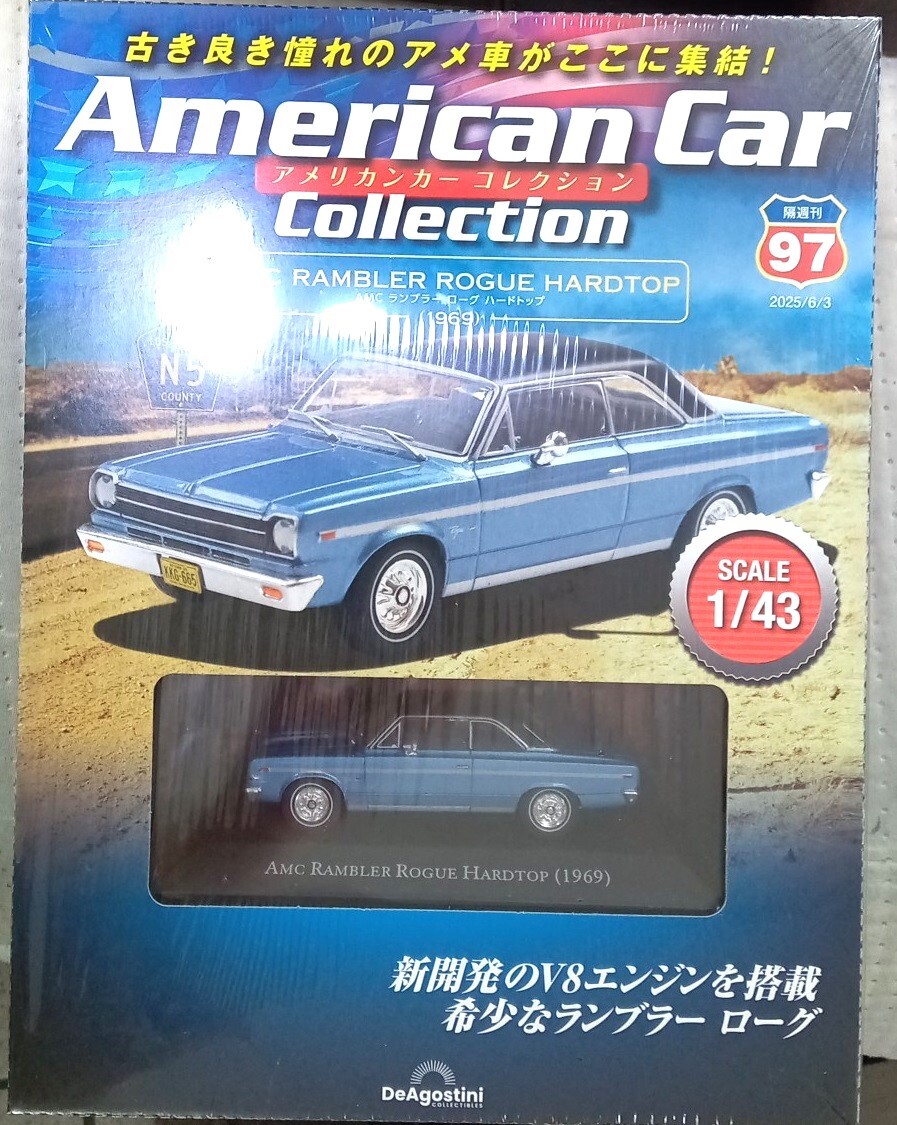 古き良き憧れのアメ車がここに集結!
American Car
アメリカンカー コレクション
Collection
隔週刊
97
2025/6/3
RAMBLER ROGUE HARDTOP
AMC ランブラー ローグ ハードトップ
(1969)
N5
COUNTY
KKG-665
SCALE
1/43
AMC RAMBLER ROGUE HARDTOP (1969)
新開発のV8エンジンを搭載
希少なランブラー ローグ
DeAgostini
COLLECTIBLES